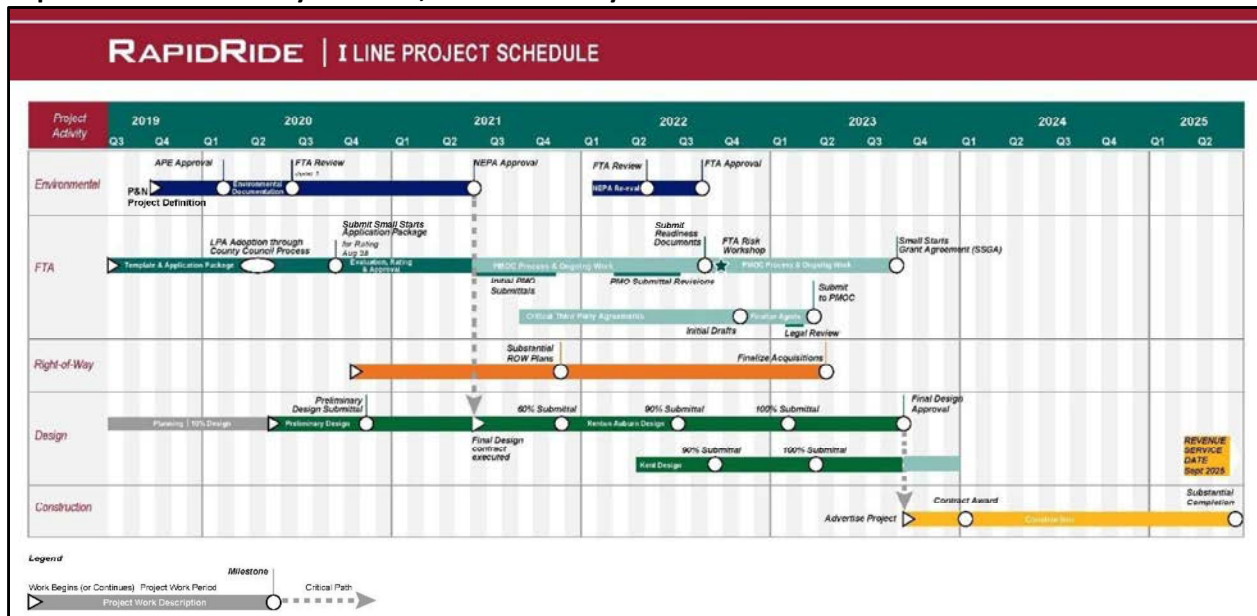 RAPIDRIDE | I LINE PROJECT SCHEDULE
Project Activity
2019 2020 2021 2022 2023 2024 2025
Q3 Q4 Q1 Q2 Q3 Q4 Q1 Q2 Q3 Q4 Q1 Q2 Q3 Q4 Q1 Q2 Q3 Q4 Q1 Q2 Q3 Q4 Q1 Q2
Environmental
APE Approval
FTA Review
NEPA Approval
FTA Review
FTA Approval
Environmental
Documentation
NEPA Re-eval
P&N
Project Definition
FTA
LPA Adoption through
County Council Process
Submit Small Starts
Application Package
for Rating
Aug 28
Submit
Readiness
Documents
FTA Risk
Workshop
Small Starts
Grant Agreement (SSGA)
Template & Application Package
Evaluation, Rating
& Approval
PMOC Process & Ongoing Work
PMOC Process & Ongoing Work
Initial PMO
Submittals
PMO Submittal Revisions
Submit
to PMOC
Critical Third Party Agreements
Initial Drafts
Legal Review
Right-of-Way
Substantial
ROW Plans
Finalize Acquisitions
Design
Preliminary
Design Submittal
60% Submittal
90% Submittal
100% Submittal
Final Design
Approval
Planning | 10% Design
Preliminary Design
Renton Auburn Design
Final Design
contract
executed
90% Submittal
100% Submittal
Kent Design
REVENUE
SERVICE
DATE
Sept 2025
Construction
Advertise Project
Contract Award
Construction
Substantial
Completion
Legend
Milestone
Work Begins (or Continues) Project Work Period
Critical Path
Project Work Description